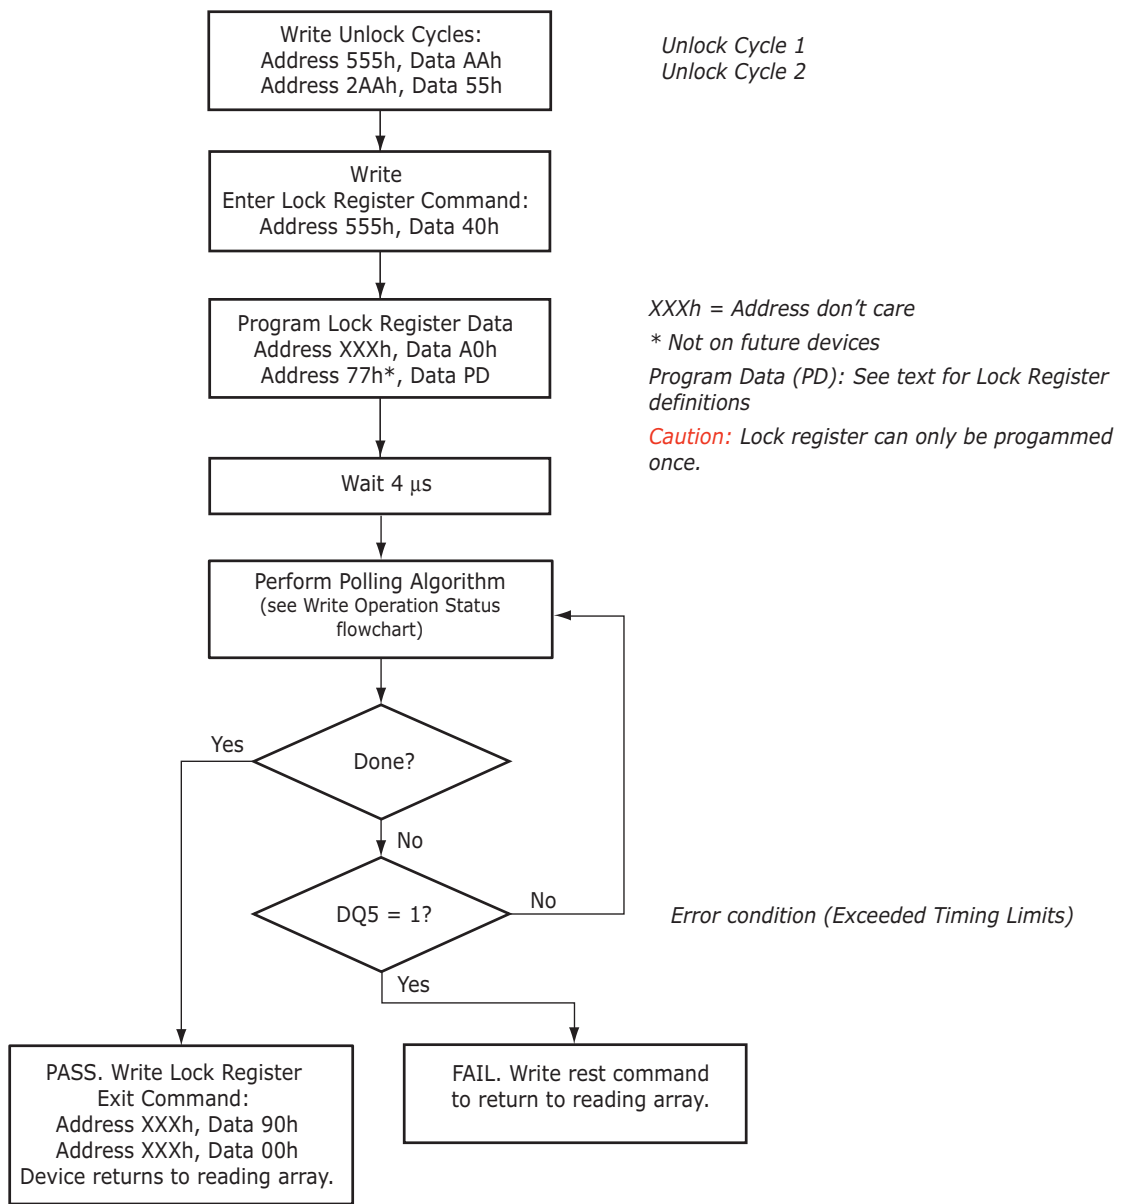 Write Unlock Cycles:
Address 555h, Data AAh
Address 2AAh, Data 55h
Unlock Cycle 1
Unlock Cycle 2
Write
Enter Lock Register Command:
Address 555h, Data 40h
Program Lock Register Data
Address XXXh, Data A0h
Address 77h*, Data PD
XXXh = Address don’t care
* Not on future devices
Program Data (PD): See text for Lock Register
definitions
Caution: Lock register can only be progammed
once.
Wait 4 μs
Perform Polling Algorithm
(see Write Operation Status
flowchart)
Yes
Done?
No
DQ5 = 1?
No
Error condition (Exceeded Timing Limits)
Yes
PASS. Write Lock Register
Exit Command:
Address XXXh, Data 90h
Address XXXh, Data 00h
Device returns to reading array.
FAIL. Write rest command
to return to reading array.